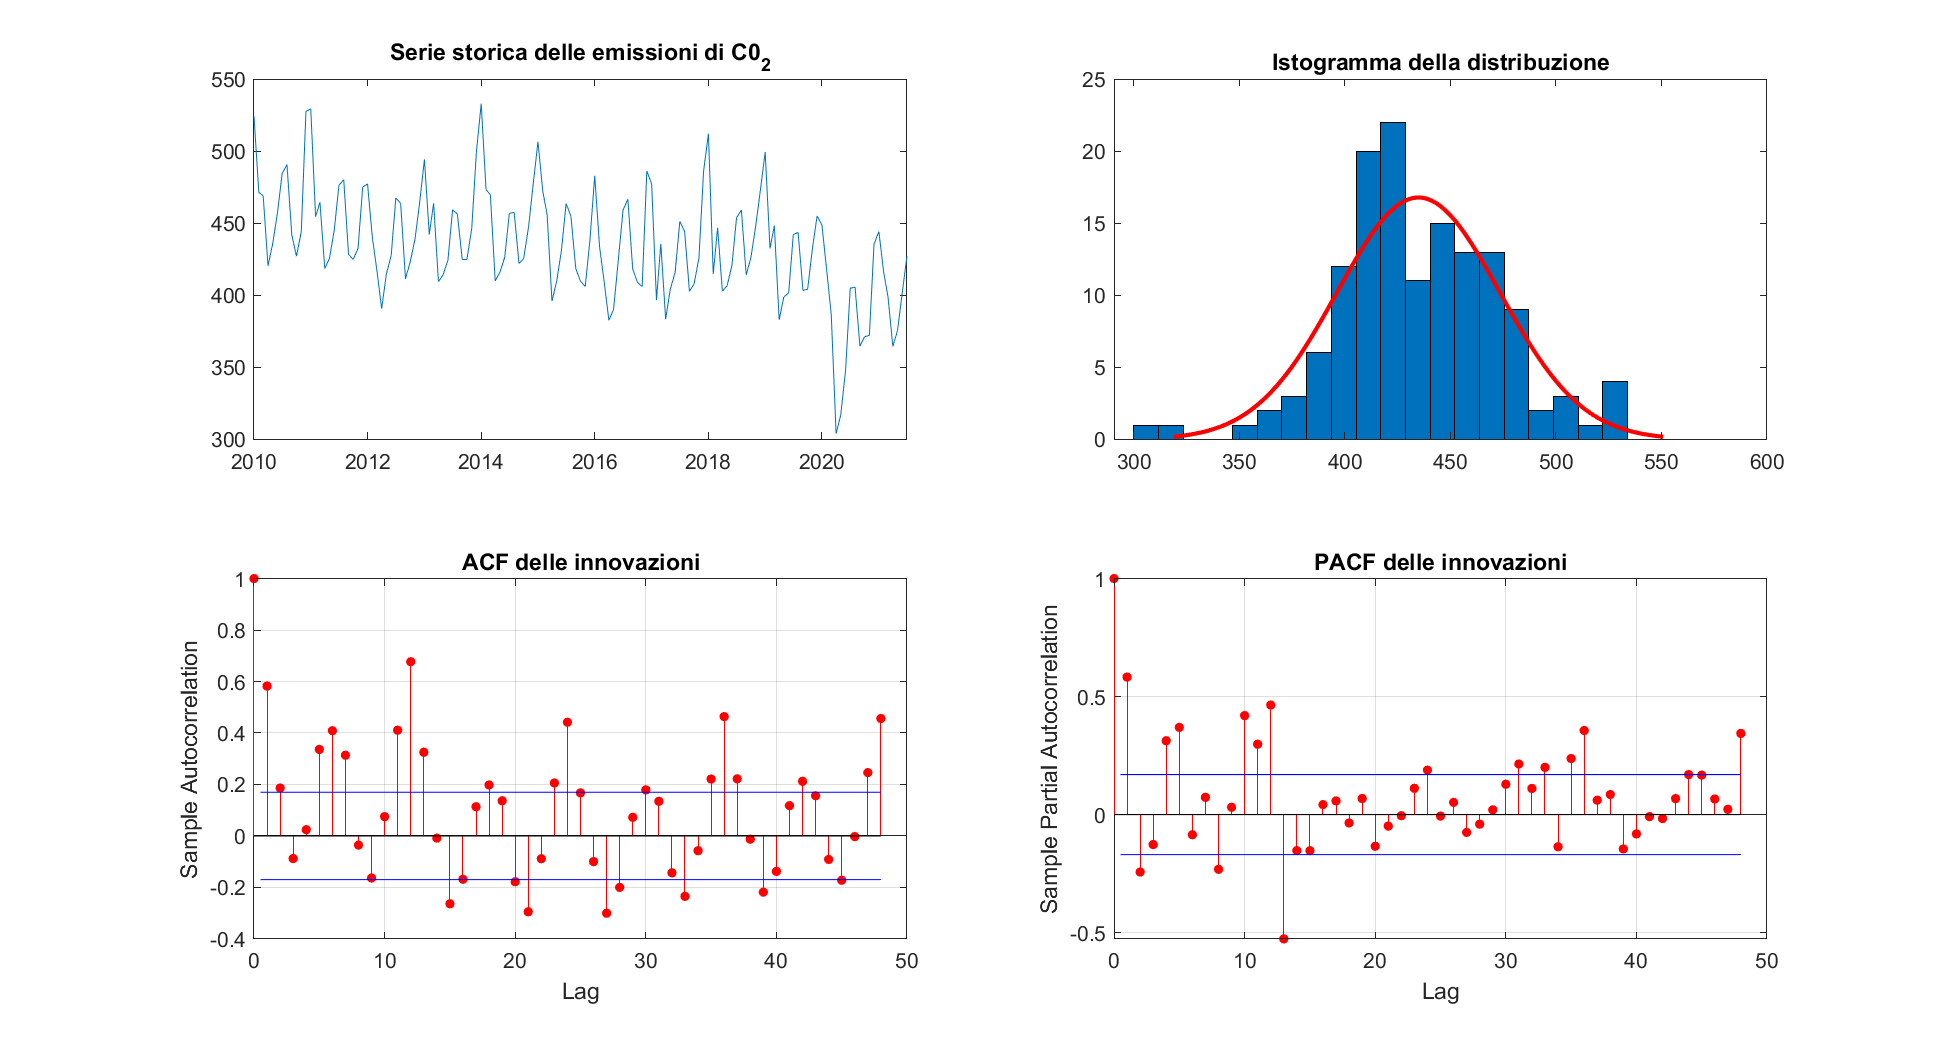 Serie storica delle emissioni di C0₂
550
500
450
400
350
300
2010 2012 2014 2016 2018 2020
Istogramma della distribuzione
25
20
15
10
5
0
300 350 400 450 500 550 600
ACF delle innovazioni
Sample Autocorrelation
1
0.8
0.6
0.4
0.2
0
-0.2
-0.4
0 10 20 30 40 50
Lag
PACF delle innovazioni
Sample Partial Autocorrelation
1
0.5
0
-0.5
0 10 20 30 40 50
Lag